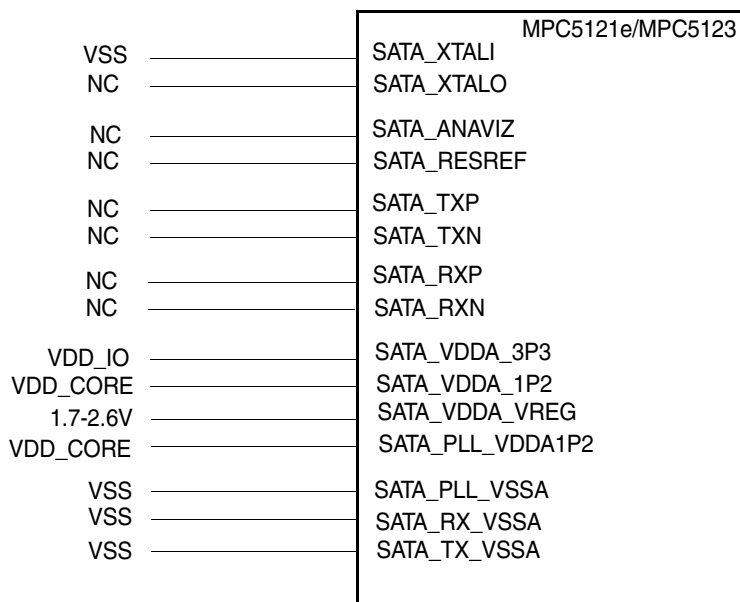 MPC5121e/MPC5123
VSS SATA_XTALI
NC SATA_XTALO
NC SATA_ANAVIZ
NC SATA_RESREF
NC SATA_TXP
NC SATA_TXN
NC SATA_RXP
NC SATA_RXN
VDD_IO SATA_VDDA_3P3
VDD_CORE SATA_VDDA_1P2
1.7-2.6V SATA_VDDA_VREG
VDD_CORE SATA_PLL_VDDA1P2
VSS SATA_PLL_VSSA
VSS SATA_RX_VSSA
VSS SATA_TX_VSSA